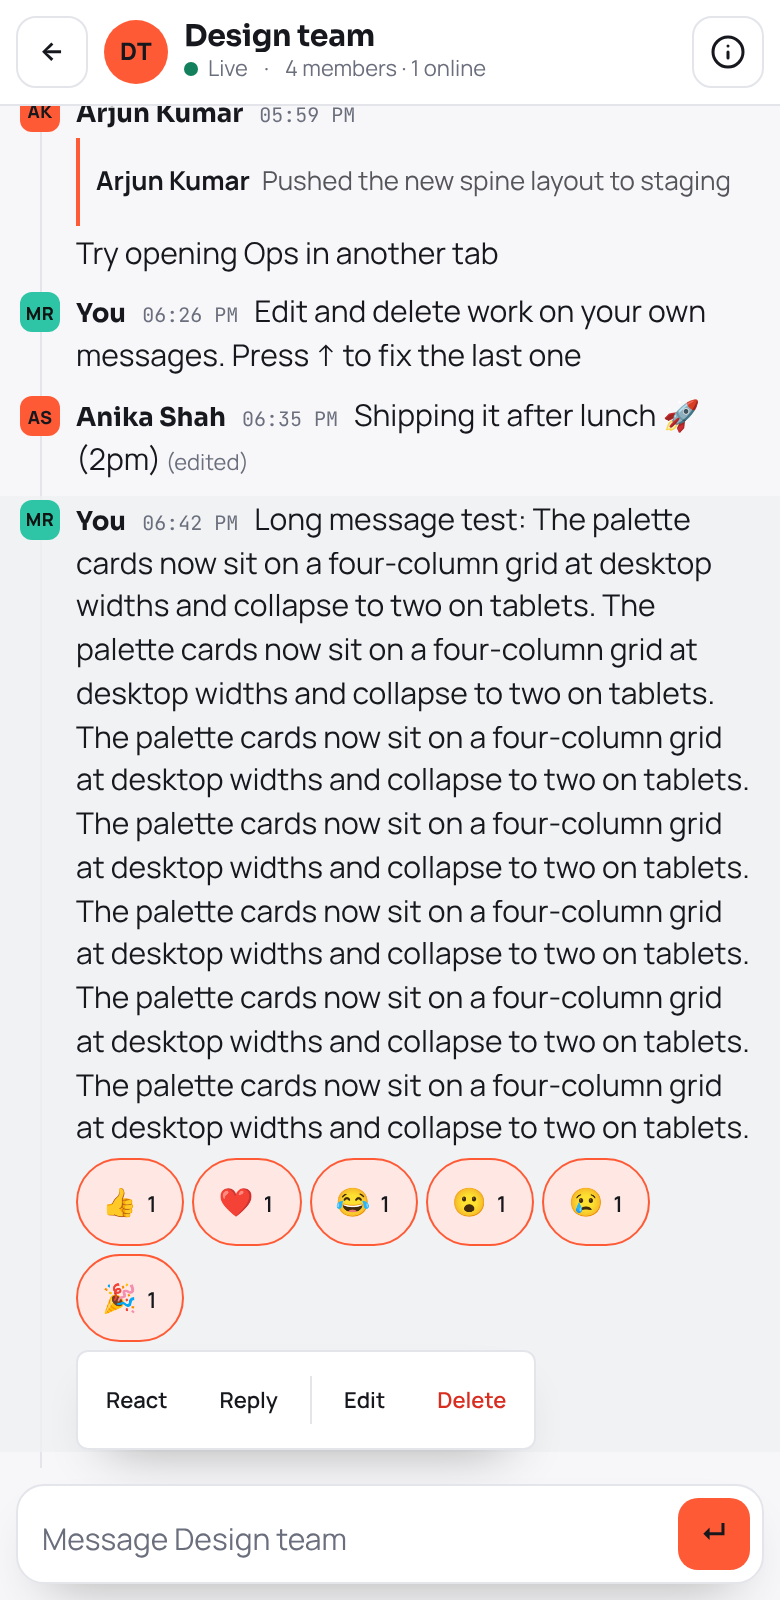 DT
Design team
Live · 4 members · 1 online
AK Arjun Kumar 05:59 PM
Arjun Kumar Pushed the new spine layout to staging
Try opening Ops in another tab
MR You 06:26 PM Edit and delete work on your own
messages. Press ↑ to fix the last one
AS Anika Shah 06:35 PM Shipping it after lunch 🚀
(2pm) (edited)
MR You 06:42 PM Long message test: The palette
cards now sit on a four-column grid at desktop
widths and collapse to two on tablets. The
palette cards now sit on a four-column grid at
desktop widths and collapse to two on tablets.
The palette cards now sit on a four-column grid
at desktop widths and collapse to two on tablets.
The palette cards now sit on a four-column grid
at desktop widths and collapse to two on tablets.
The palette cards now sit on a four-column grid
at desktop widths and collapse to two on tablets.
The palette cards now sit on a four-column grid
at desktop widths and collapse to two on tablets.
The palette cards now sit on a four-column grid
at desktop widths and collapse to two on tablets.
👍 1 ❤️ 1 😂 1 😮 1 😢 1
🎉 1
React Reply Edit Delete
Message Design team